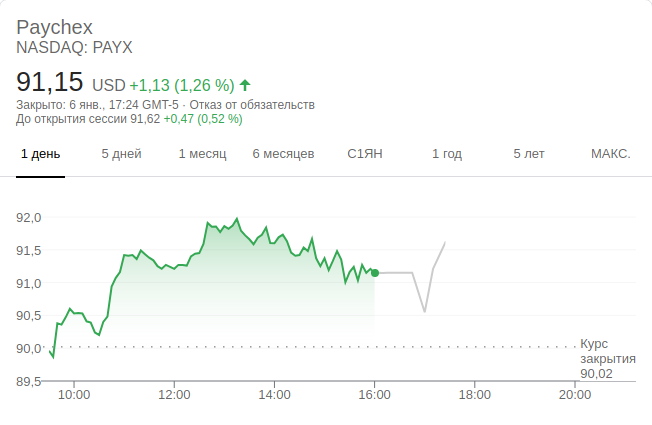 Paychex
NASDAQ: PAYX
91,15 USD +1,13 (1,26 %)
Закрыто: 6 янв., 17:24 GMT-5 · Отказ от обязательств
До открытия сессии 91,62 +0,47 (0,52 %)
1 день 5 дней 1 месяц 6 месяцев С1ЯН 1 год 5 лет МАКС.
92,0
91,5
91,0
90,5
90,0
89,5
Курс
закрытия
90,02
10:00 12:00 14:00 16:00 18:00 20:00